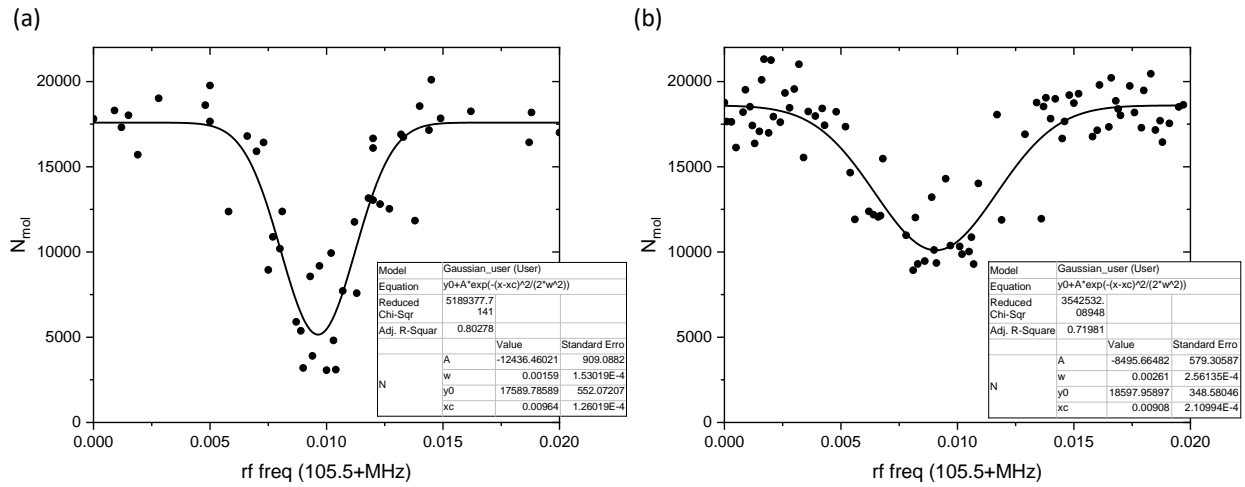 (a)
(b)
20000
15000
10000
5000
0
N_mol
0.000 0.005 0.010 0.015 0.020
rf freq (105.5+MHz)
Model Gaussian_user (User)
Equation y0+A*exp(-(x-xc)^2/(2*w^2))
Reduced Chi-Sqr 5189377.7141
Adj. R-Squar 0.80278
Value Standard Erro
N
A -12436.46021 909.0882
w 0.00159 1.53019E-4
y0 17589.78589 552.07207
xc 0.00964 1.26019E-4
20000
15000
10000
5000
0
N_mol
0.000 0.005 0.010 0.015 0.020
rf freq (105.5+MHz)
Model Gaussian_user (User)
Equation y0+A*exp(-(x-xc)^2/(2*w^2))
Reduced Chi-Sqr 3542532.08948
Adj. R-Square 0.71981
Value Standard Erro
N
A -8495.66482 579.30587
w 0.00261 2.56135E-4
y0 18597.95897 348.58046
xc 0.00908 2.10994E-4